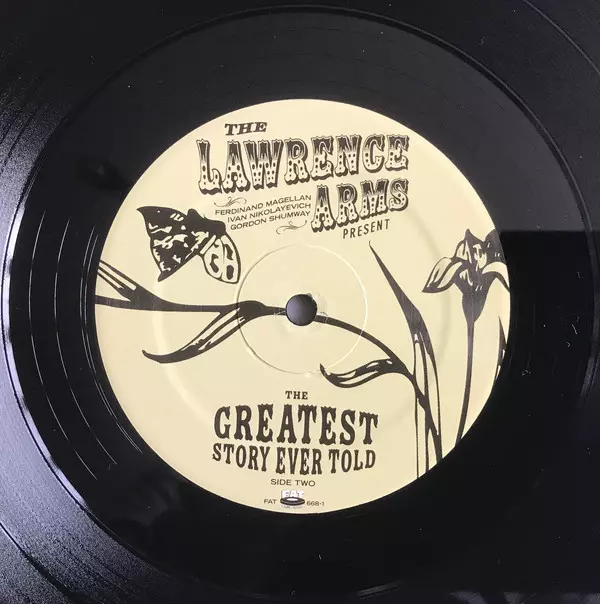 THE
LAWRENCE
FERDINAND MAGELLAN
IVAN NIKOLAYEVICH
GORDON SHUMWAY
ARMS
PRESENT
THE
GREATEST
STORY EVER TOLD
SIDE TWO
FAT FAT 668-1